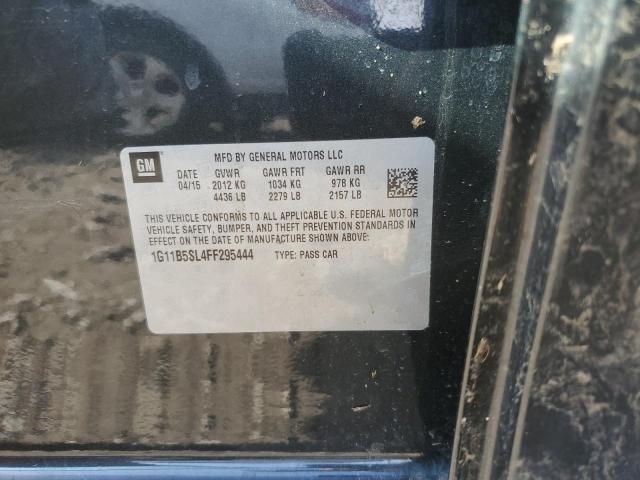 GM
MFD BY GENERAL MOTORS LLC
DATE GVWR GAWR FRT GAWR RR
04/15 2012 KG 1034 KG 978 KG
4436 LB 2279 LB 2157 LB
THIS VEHICLE CONFORMS TO ALL APPLICABLE U.S. FEDERAL MOTOR
VEHICLE SAFETY, BUMPER, AND THEFT PREVENTION STANDARDS
IN EFFECT ON THE DATE OF MANUFACTURE SHOWN ABOVE:
1G11B5SL4FF295444 TYPE: PASS CAR